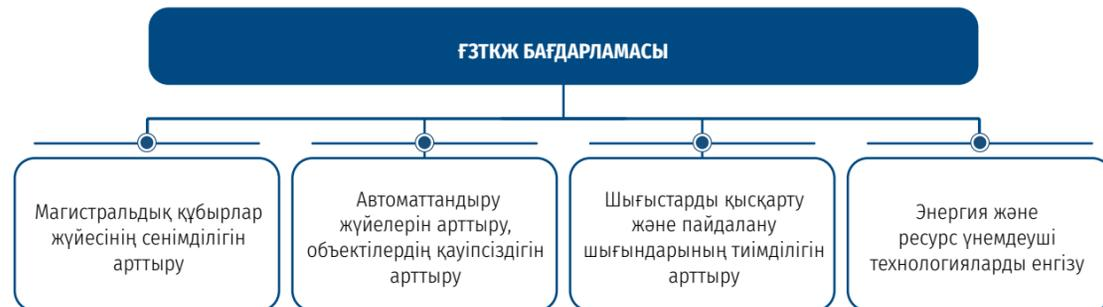 ҒЗТКЖ БАҒДАРЛАМАСЫ
Магистральдық құбырлар
жүйесінің сенімділігін
арттыру
Автоматтандыру
жүйелерін арттыру,
объектілердің қауіпсіздігін
арттыру
Шығыстарды қысқарту
және пайдалану
шығындарының тиімділігін
арттыру
Энергия және
ресурс үнемдеуші
технологияларды енгізу